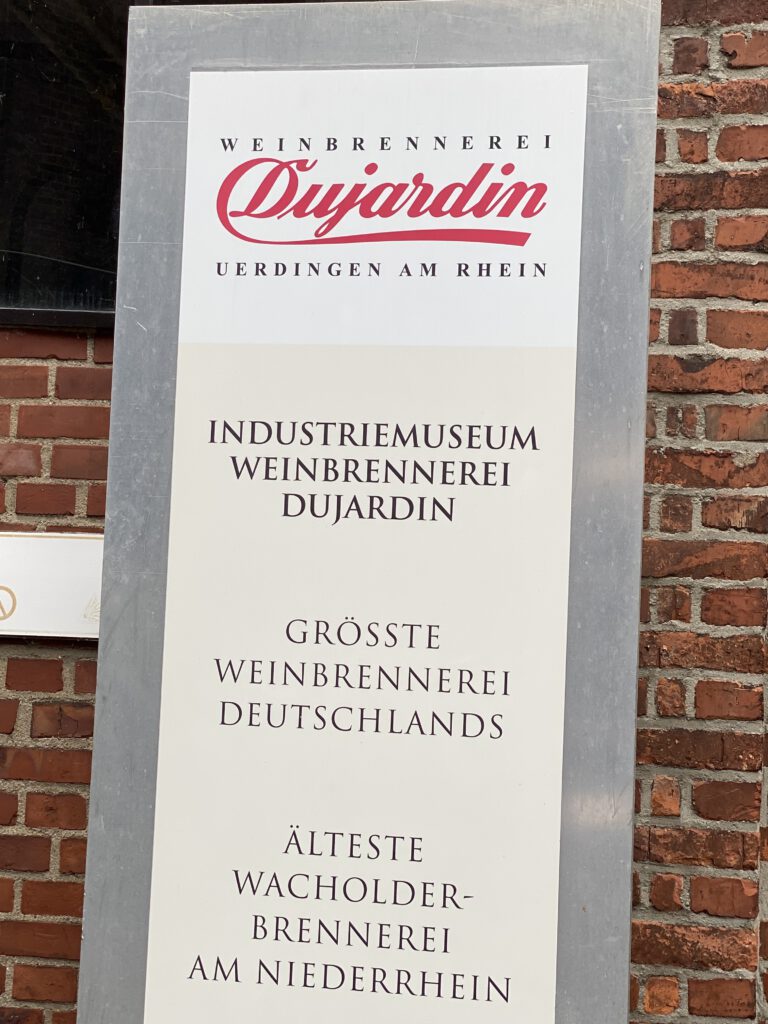 WEINBRENNEREI
Dujardin
UERDINGEN AM RHEIN
INDUSTRIEMUSEUM
WEINBRENNEREI
DUJARDIN
GRÖSSTE
WEINBRENNEREI
DEUTSCHLANDS
ÄLTESTE
WACHOLDER-
BRENNEREI
AM NIEDERRHEIN